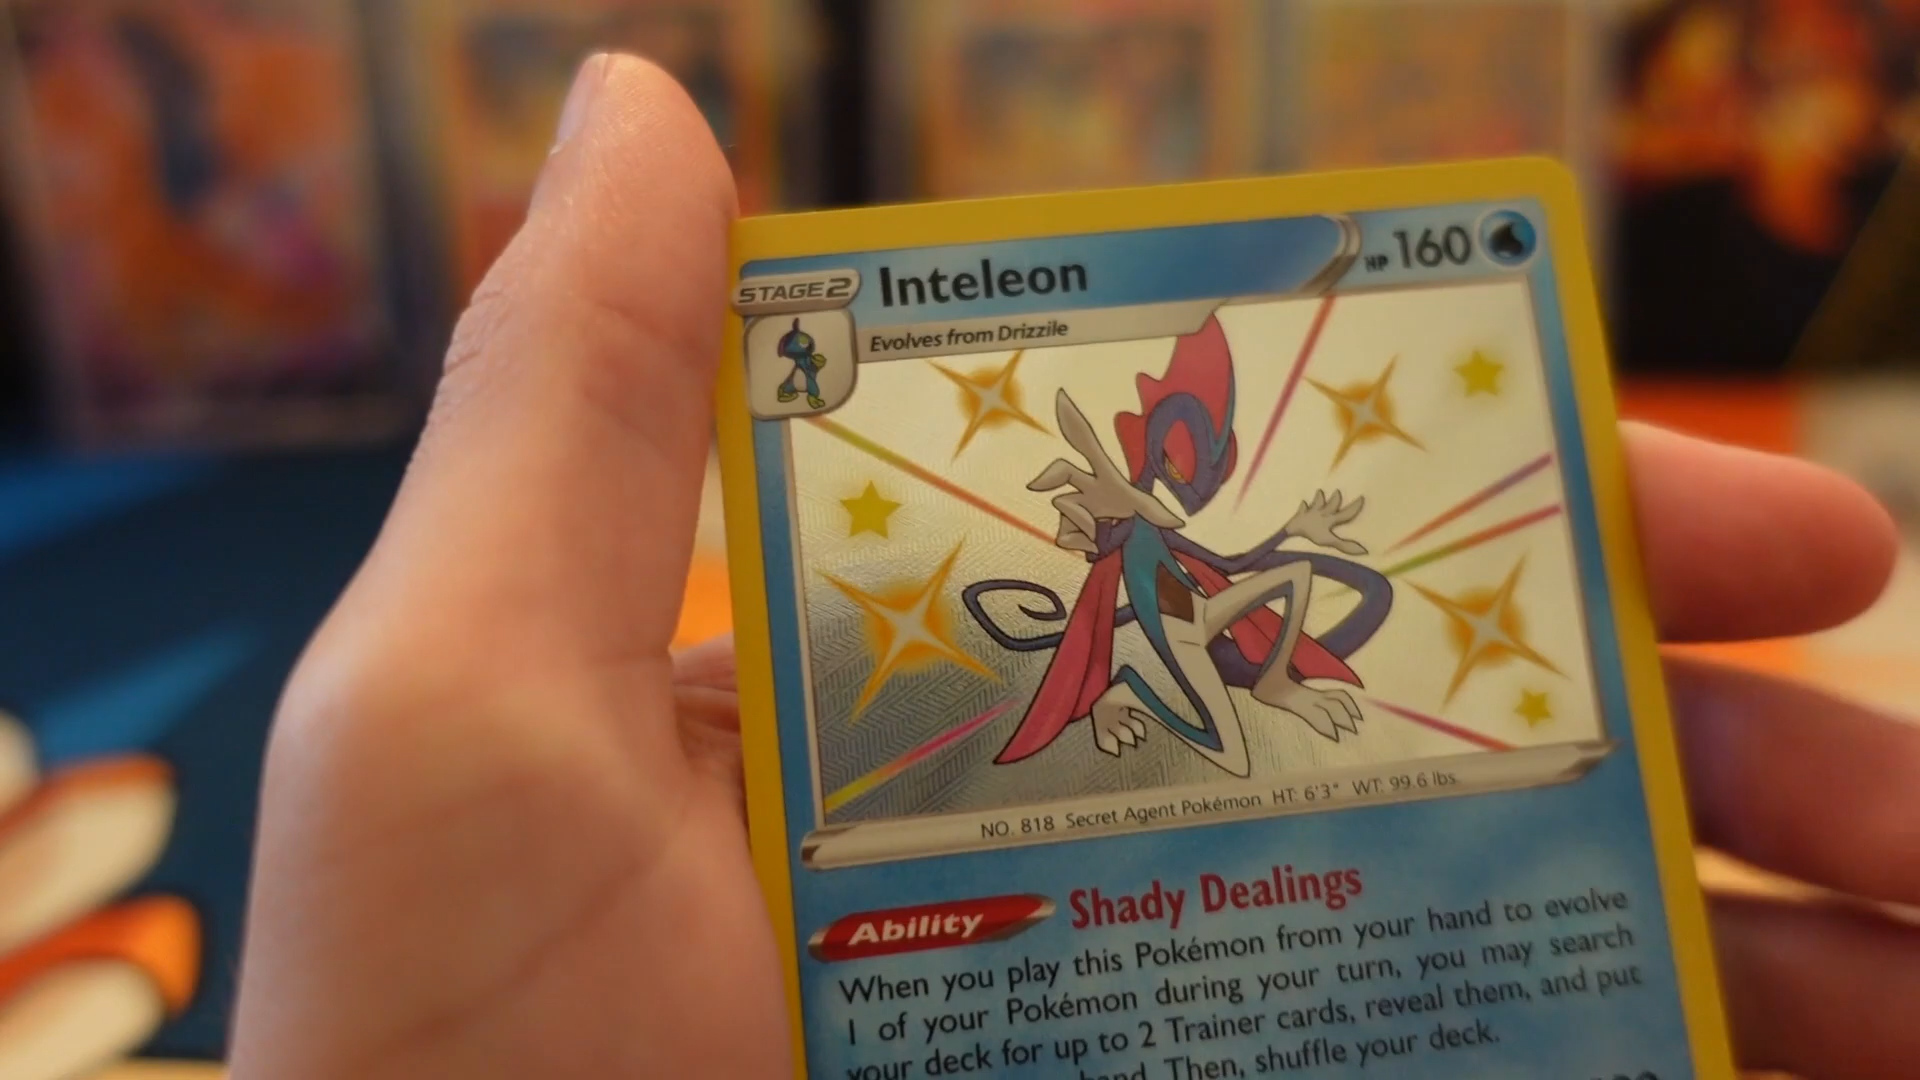 STAGE2 Inteleon HP 160
Evolves from Drizzile
NO. 818 Secret Agent Pokémon HT: 6'3" WT: 99.6 lbs.
Ability Shady Dealings
When you play this Pokémon from your hand to evolve
1 of your Pokémon during your turn, you may search
your deck for up to 2 Trainer cards, reveal them, and put
hand. Then, shuffle your deck.